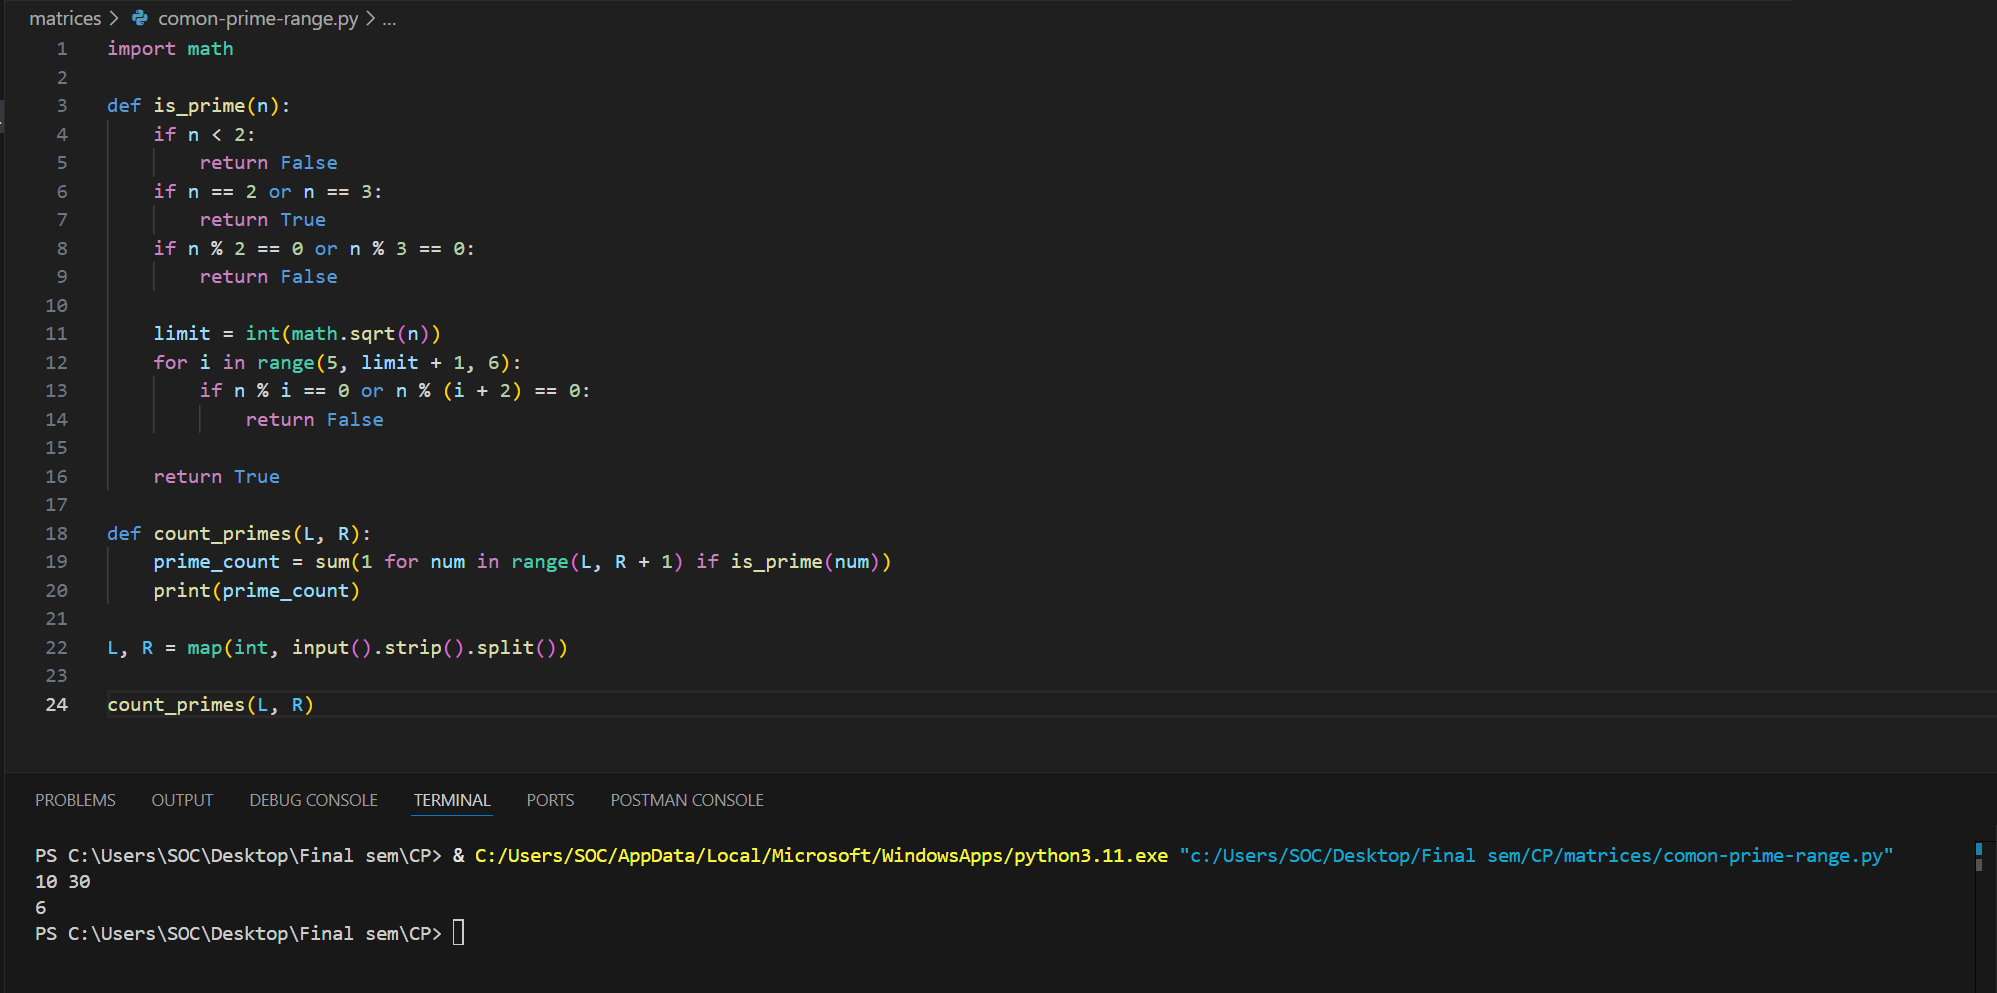 matrices > comon-prime-range.py > ...
1 import math
2
3 def is_prime(n):
4     if n < 2:
5         return False
6     if n == 2 or n == 3:
7         return True
8     if n % 2 == 0 or n % 3 == 0:
9         return False
10
11     limit = int(math.sqrt(n))
12     for i in range(5, limit + 1, 6):
13         if n % i == 0 or n % (i + 2) == 0:
14             return False
15
16     return True
17
18 def count_primes(L, R):
19     prime_count = sum(1 for num in range(L, R + 1) if is_prime(num))
20     print(prime_count)
21
22 L, R = map(int, input().strip().split())
23
24 count_primes(L, R)
PROBLEMS OUTPUT DEBUG CONSOLE TERMINAL PORTS POSTMAN CONSOLE
PS C:\Users\SOC\Desktop\Final sem\CP> & C:/Users/SOC/AppData/Local/Microsoft/WindowsApps/python3.11.exe "c:/Users/SOC/Desktop/Final sem/CP/matrices/comon-prime-range.py"
10 30
6
PS C:\Users\SOC\Desktop\Final sem\CP>